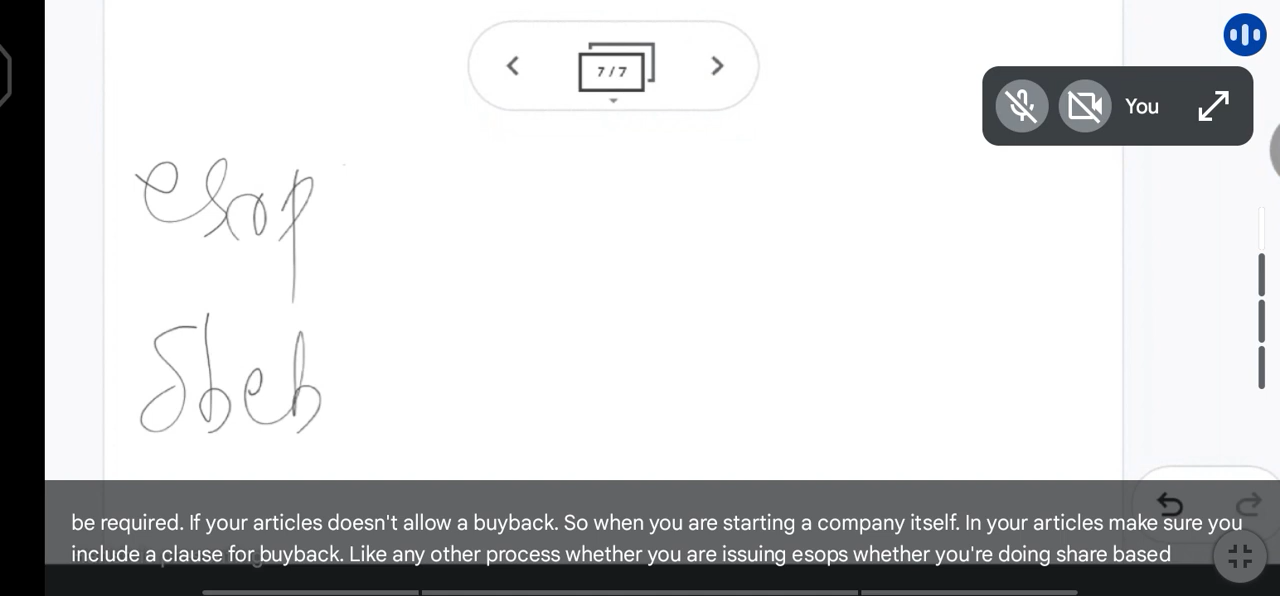 7/7
You
esop
sbeb
be required. If your articles doesn't allow a buyback. So when you are starting a company itself. In your articles make sure you
include a clause for buyback. Like any other process whether you are issuing esops whether you're doing share based